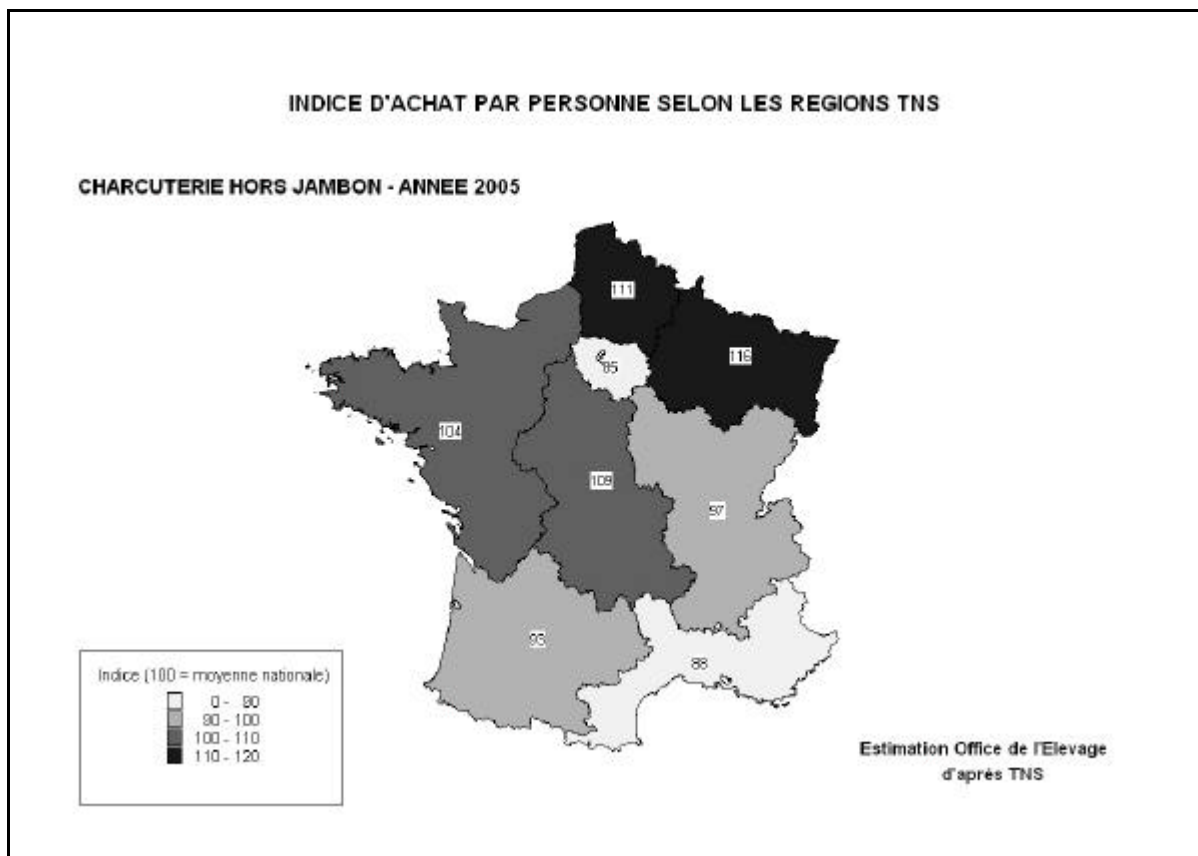 INDICE D'ACHAT PAR PERSONNE SELON LES REGIONS TNS
CHARCUTERIE HORS JAMBON - ANNEE 2005
111
116
85
104
109
97
93
88
Indice (100 = moyenne nationale)
0 - 90
90 - 100
100 - 110
110 - 120
Estimation Office de l'Elevage
d'après TNS